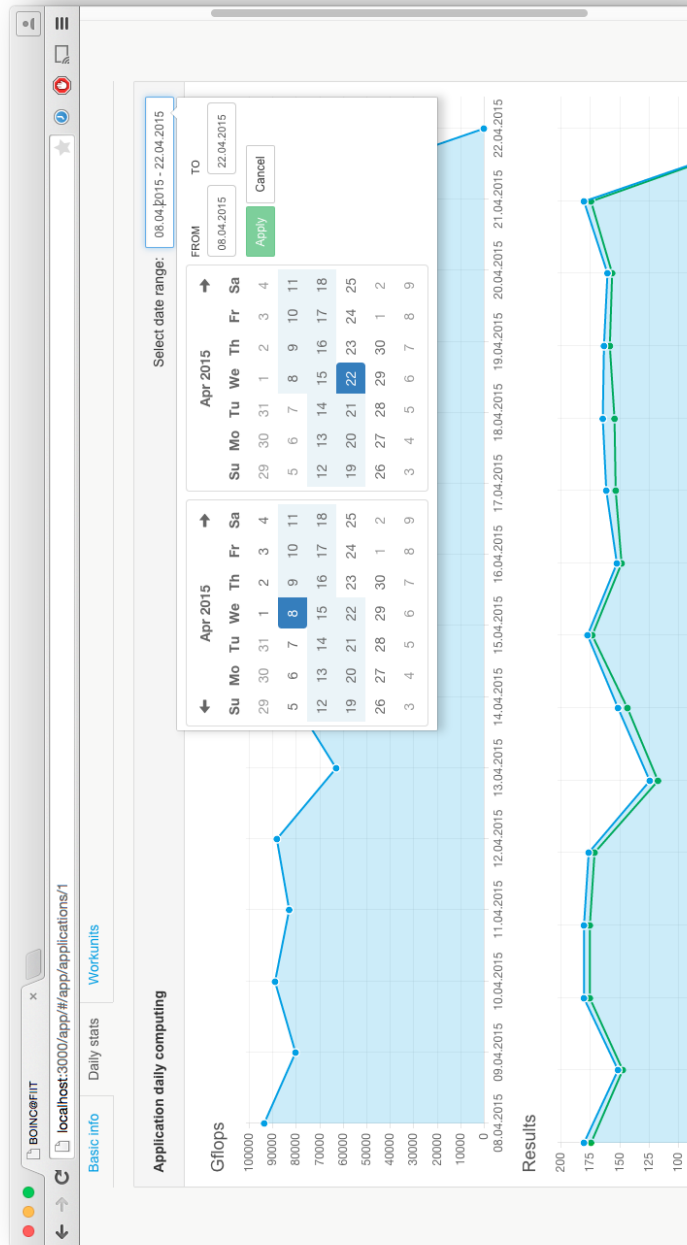 BOINC@FIIT ×
localhost:3000/app/#/app/applications/1
Basic info Daily stats Workunits
Application daily computing
Select date range: 08.04.2015 - 22.04.2015
Gflops
100000
90000
80000
70000
60000
50000
40000
30000
20000
10000
0
08.04.2015 09.04.2015 10.04.2015 11.04.2015 12.04.2015 13.04.2015 14.04.2015 15.04.2015 16.04.2015 17.04.2015 18.04.2015 19.04.2015 20.04.2015 21.04.2015 22.04.2015
Apr 2015
Su Mo Tu We Th Fr Sa
29 30 31 1 2 3 4
5 6 7 8 9 10 11
12 13 14 15 16 17 18
19 20 21 22 23 24 25
26 27 28 29 30 1 2
3 4 5 6 7 8 9
Apr 2015
Su Mo Tu We Th Fr Sa
29 30 31 1 2 3 4
5 6 7 8 9 10 11
12 13 14 15 16 17 18
19 20 21 22 23 24 25
26 27 28 29 30 1 2
3 4 5 6 7 8 9
FROM TO
08.04.2015 22.04.2015
Apply Cancel
Results
200
175
150
125
100